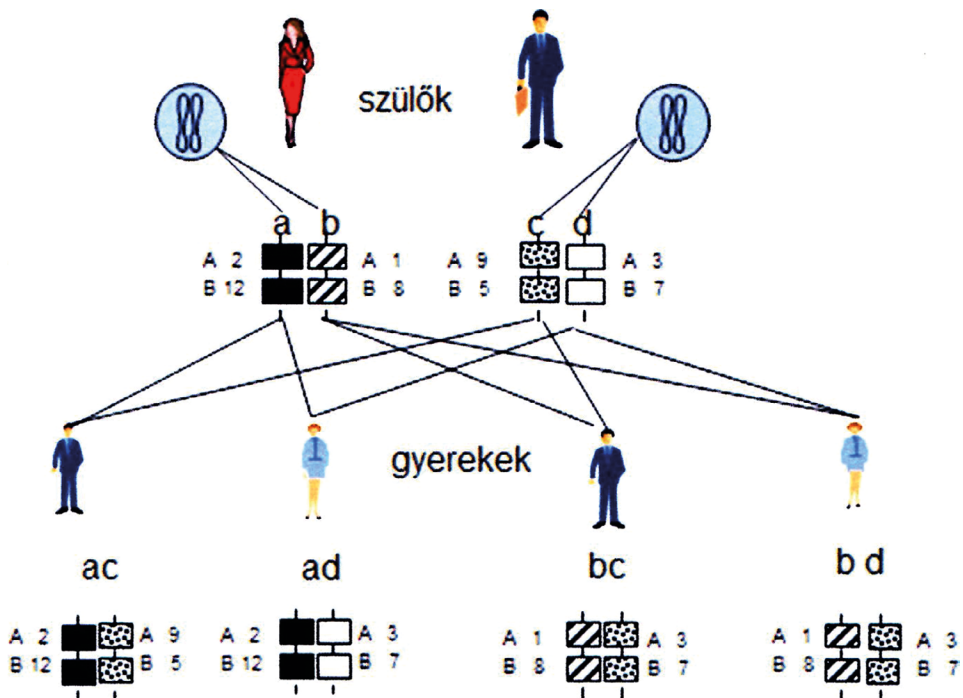 szülők
a b c d
A 2 A 1 A 9 A 3
B 12 B 8 B 5 B 7
gyerekek
ac ad bc b d
A 2 A 9 A 2 A 3 A 1 A 3 A 1 A 3
B 12 B 5 B 12 B 7 B 8 B 7 B 8 B 7